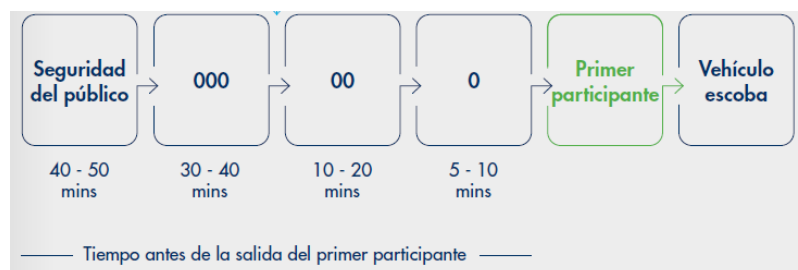 Seguridad
del público
000
00
0
Primer
participante
Vehículo
escoba
40 - 50
mins
30 - 40
mins
10 - 20
mins
5 - 10
mins
Tiempo antes de la salida del primer participante